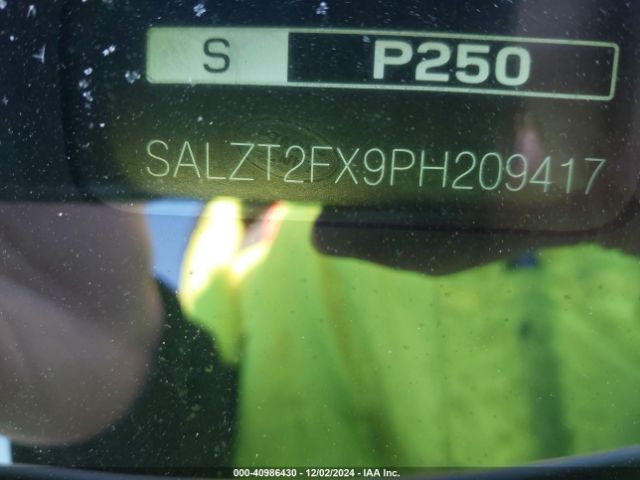 S P250
SALZT2FX9PH209417
000-40986430 - 12/02/2024 - IAA Inc.